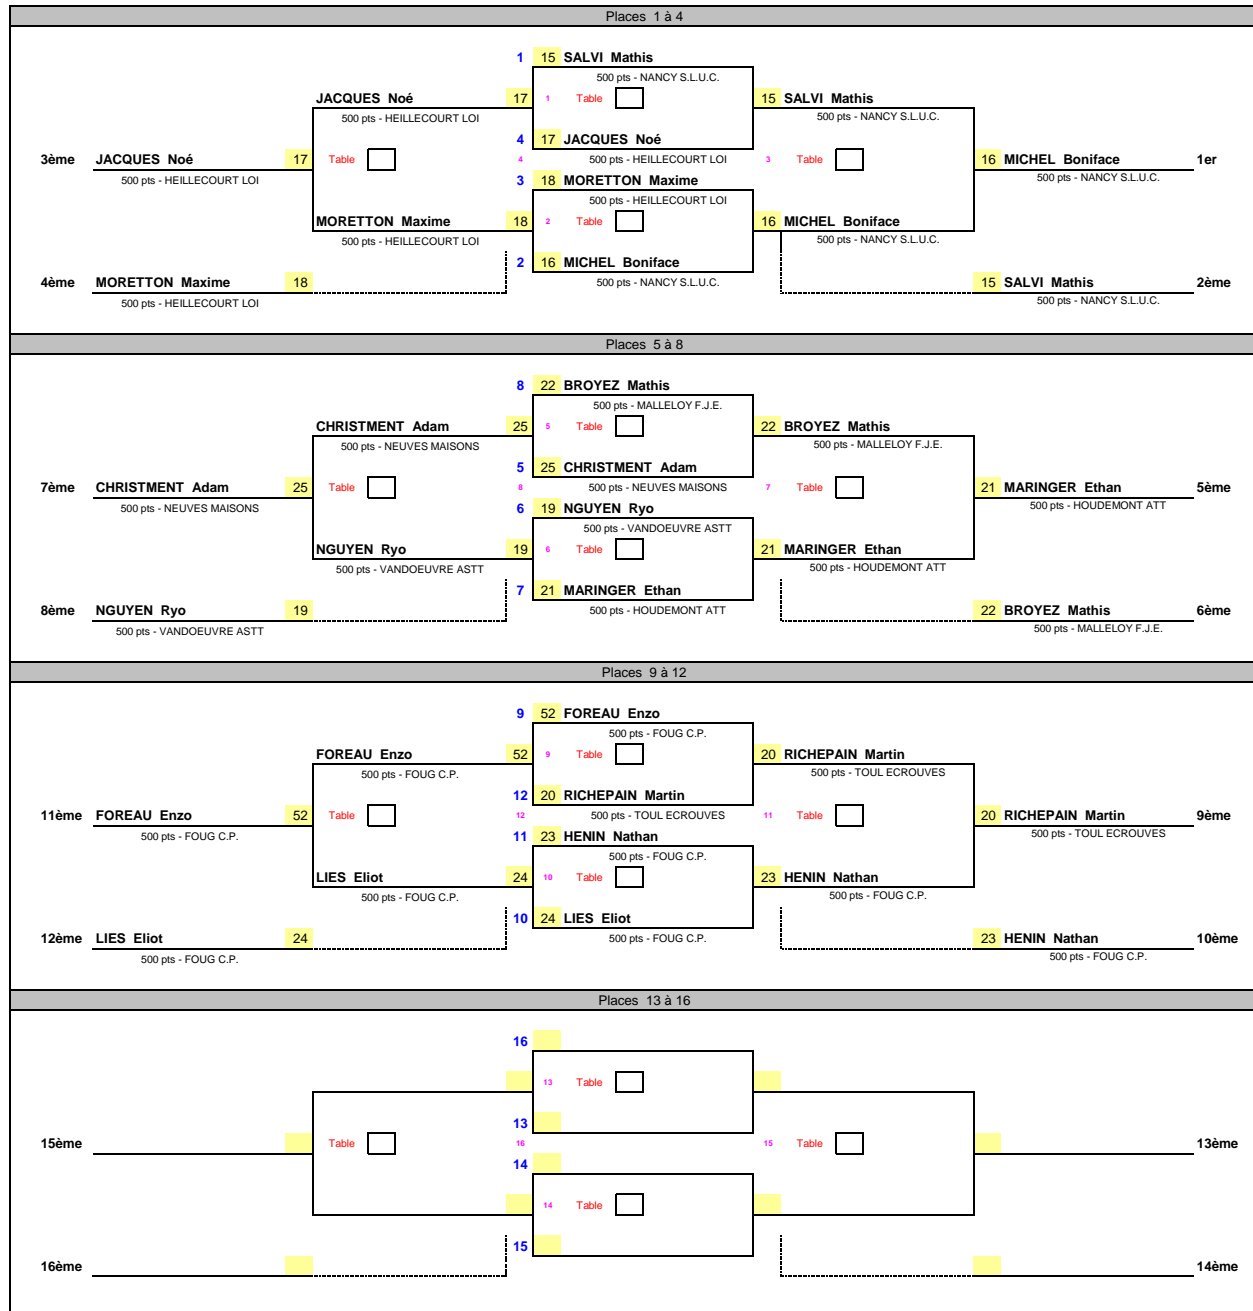 Places 1 à 4
1 15 SALVI Mathis
500 pts - NANCY S.L.U.C.
JACQUES Noé 17 1 Table 15 SALVI Mathis
500 pts - HEILLECOURT LOI 500 pts - NANCY S.L.U.C.
4 17 JACQUES Noé
3ème JACQUES Noé 17 Table 4 500 pts - HEILLECOURT LOI 3 Table 16 MICHEL Boniface 1er
500 pts - HEILLECOURT LOI 500 pts - NANCY S.L.U.C.
3 18 MORETTON Maxime
500 pts - HEILLECOURT LOI
MORETTON Maxime 18 2 Table 16 MICHEL Boniface
500 pts - HEILLECOURT LOI 500 pts - NANCY S.L.U.C.
2 16 MICHEL Boniface
500 pts - NANCY S.L.U.C.
4ème MORETTON Maxime 18 15 SALVI Mathis 2ème
500 pts - HEILLECOURT LOI 500 pts - NANCY S.L.U.C.
Places 5 à 8
8 22 BROYEZ Mathis
500 pts - MALLELOY F.J.E.
CHRISTMENT Adam 25 5 Table 22 BROYEZ Mathis
500 pts - NEUVES MAISONS 500 pts - MALLELOY F.J.E.
5 25 CHRISTMENT Adam
7ème CHRISTMENT Adam 25 Table 8 500 pts - NEUVES MAISONS 7 Table 21 MARINGER Ethan 5ème
500 pts - NEUVES MAISONS 500 pts - HOUDEMONT ATT
6 19 NGUYEN Ryo
500 pts - VANDOEUVRE ASTT
NGUYEN Ryo 19 6 Table 21 MARINGER Ethan
500 pts - VANDOEUVRE ASTT 500 pts - HOUDEMONT ATT
7 21 MARINGER Ethan
500 pts - HOUDEMONT ATT
8ème NGUYEN Ryo 19 22 BROYEZ Mathis 6ème
500 pts - VANDOEUVRE ASTT 500 pts - MALLELOY F.J.E.
Places 9 à 12
9 52 FOREAU Enzo
500 pts - FOUG C.P.
FOREAU Enzo 52 9 Table 20 RICHEPAIN Martin
500 pts - FOUG C.P. 500 pts - TOUL ECROUVES
12 20 RICHEPAIN Martin
11ème FOREAU Enzo 52 Table 12 500 pts - TOUL ECROUVES 11 Table 20 RICHEPAIN Martin 9ème
500 pts - FOUG C.P. 500 pts - TOUL ECROUVES
11 23 HENIN Nathan
500 pts - FOUG C.P.
LIES Eliot 24 10 Table 23 HENIN Nathan
500 pts - FOUG C.P. 500 pts - FOUG C.P.
10 24 LIES Eliot
500 pts - FOUG C.P.
12ème LIES Eliot 24 23 HENIN Nathan 10ème
500 pts - FOUG C.P. 500 pts - FOUG C.P.
Places 13 à 16
16
13 Table
13
15ème Table 16 15 Table 13ème
14
14 Table
15
16ème 14ème